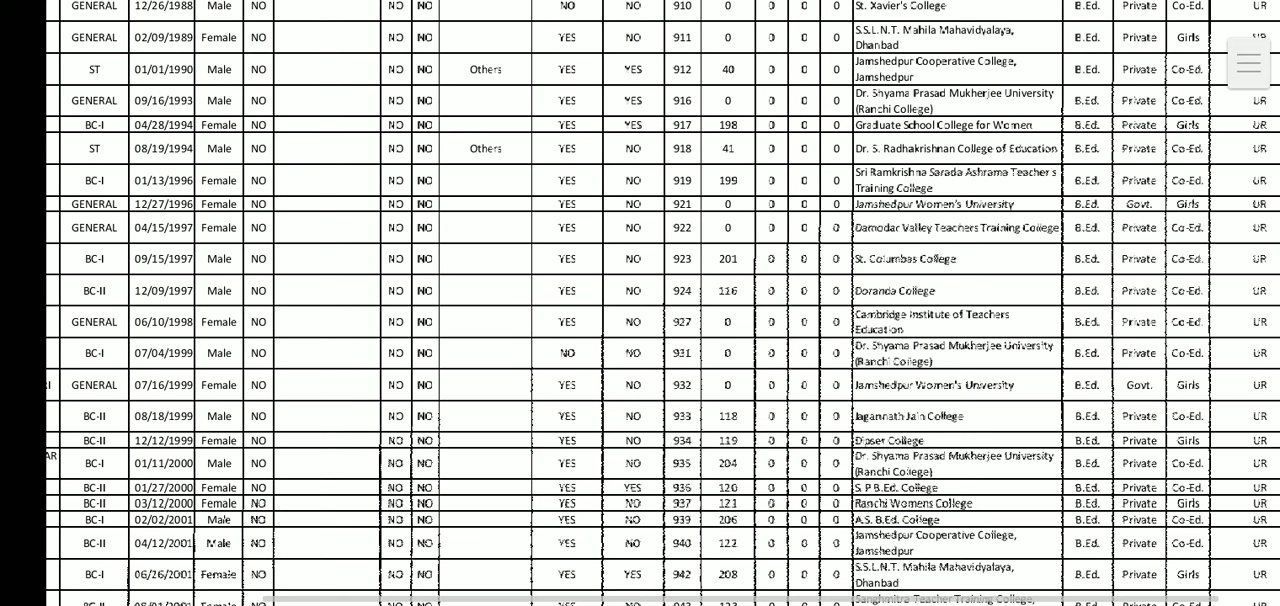 GENERAL 12/26/1988 Male NO NO NO NO NO 910 0 0 0 0 St. Xavier's College B.Ed. Private Co-Ed. UR
GENERAL 02/09/1989 Female NO NO NO YES NO 911 0 0 0 0 S.S.L.N.T. Mahila Mahavidyalaya,
Dhanbad B.Ed. Private Girls UR
ST 01/01/1990 Male NO NO NO Others YES YES 912 40 0 0 0 Jamshedpur Cooperative College,
Jamshedpur B.Ed. Private Co-Ed. UR
GENERAL 09/16/1993 Male NO NO NO YES YES 916 0 0 0 0 Dr. Shyama Prasad Mukherjee University
(Ranchi College) B.Ed. Private Co-Ed. UR
BC-I 04/28/1994 Female NO NO NO YES YES 917 198 0 0 0 Graduate School College for Women B.Ed. Private Girls UR
ST 08/19/1994 Male NO NO NO Others YES NO 918 41 0 0 0 Dr. S. Radhakrishnan College of Education B.Ed. Private Co-Ed. UR
BC-I 01/13/1996 Female NO NO NO YES NO 919 199 0 0 0 Sri Ramkrishna Sarada Ashrama Teacher's
Training College B.Ed. Private Co-Ed. UR
GENERAL 12/27/1996 Female NO NO NO YES NO 921 0 0 0 0 Jamshedpur Women's University B.Ed. Govt. Girls UR
GENERAL 04/15/1997 Female NO NO NO YES NO 922 0 0 0 0 Damodar Valley Teachers Training College B.Ed. Private Co-Ed. UR
BC-I 09/15/1997 Male NO NO NO YES NO 923 201 0 0 0 St. Columbas College B.Ed. Private Co-Ed. UR
BC-II 12/09/1997 Male NO NO NO YES NO 924 116 0 0 0 Doranda College B.Ed. Private Co-Ed. UR
GENERAL 06/10/1998 Female NO NO NO YES NO 927 0 0 0 0 Cambridge Institute of Teachers
Education B.Ed. Private Co-Ed. UR
BC-I 07/04/1999 Male NO NO NO NO NO 931 0 0 0 0 Dr. Shyama Prasad Mukherjee University
(Ranchi College) B.Ed. Private Co-Ed. UR
GENERAL 07/16/1999 Female NO NO NO YES NO 932 0 0 0 0 Jamshedpur Women's University B.Ed. Govt. Girls UR
BC-II 08/18/1999 Male NO NO NO YES NO 933 118 0 0 0 Jagannath Jain College B.Ed. Private Co-Ed. UR
BC-II 12/12/1999 Female NO NO NO YES NO 934 119 0 0 0 Dipser College B.Ed. Private Girls UR
AR BC-I 01/11/2000 Male NO NO NO YES NO 935 204 0 0 0 Dr. Shyama Prasad Mukherjee University
(Ranchi College) B.Ed. Private Co-Ed. UR
BC-II 01/27/2000 Female NO NO NO YES YES 936 120 0 0 0 S. P B.Ed. College B.Ed. Private Co-Ed. UR
BC-II 03/12/2000 Female NO NO NO YES NO 937 121 0 0 0 Ranchi Womens College B.Ed. Private Girls UR
BC-I 02/02/2001 Male NO NO NO YES NO 939 206 0 0 0 A.S. B.Ed. College B.Ed. Private Co-Ed. UR
BC-II 04/12/2001 Male NO NO NO YES NO 940 122 0 0 0 Jamshedpur Cooperative College,
Jamshedpur B.Ed. Private Co-Ed. UR
BC-I 06/26/2001 Female NO NO NO YES YES 942 208 0 0 0 S.S.L.N.T. Mahila Mahavidyalaya,
Dhanbad B.Ed. Private Girls UR
Teacher Training College,